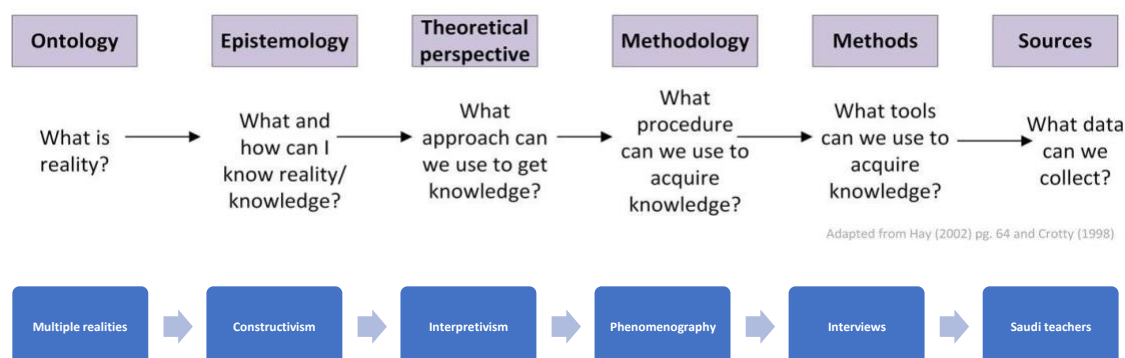 Ontology
Epistemology
Theoretical
perspective
Methodology
Methods
Sources
What is
reality?
What and
how can I
know reality/
knowledge?
What
approach can
we use to get
knowledge?
What
procedure
can we use to
acquire
knowledge?
What tools
can we use to
acquire
knowledge?
What data
can we
collect?
Adapted from Hay (2002) pg. 64 and Crotty (1998)
Multiple realities
Constructivism
Interpretivism
Phenomenography
Interviews
Saudi teachers